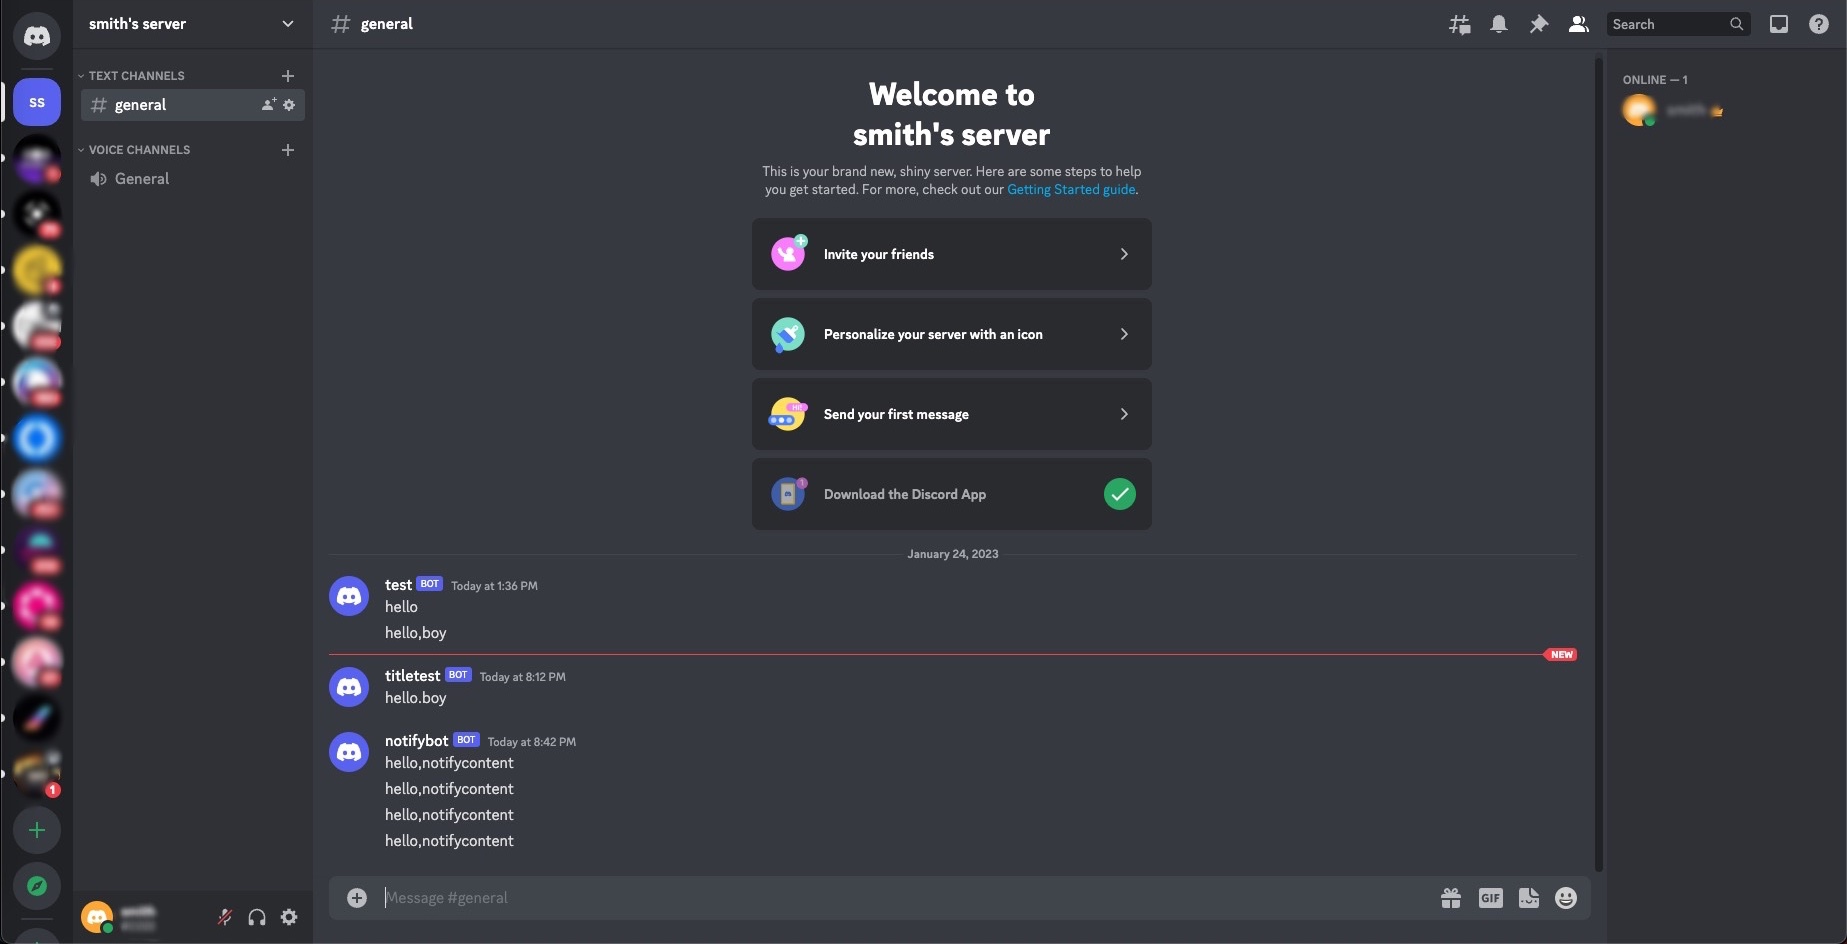 smith's server
TEXT CHANNELS
general
VOICE CHANNELS
General
general
Search
SS
1
Welcome to
smith's server
This is your brand new, shiny server. Here are some steps to help
you get started. For more, check out our Getting Started guide.
Invite your friends
Personalize your server with an icon
Hi!
Send your first message
1
Download the Discord App
January 24, 2023
test BOT Today at 1:36 PM
hello
hello,boy
NEW
titletest BOT Today at 8:12 PM
hello.boy
notifybot BOT Today at 8:42 PM
hello,notifycontent
hello,notifycontent
hello,notifycontent
hello,notifycontent
Message #general
GIF
ONLINE — 1